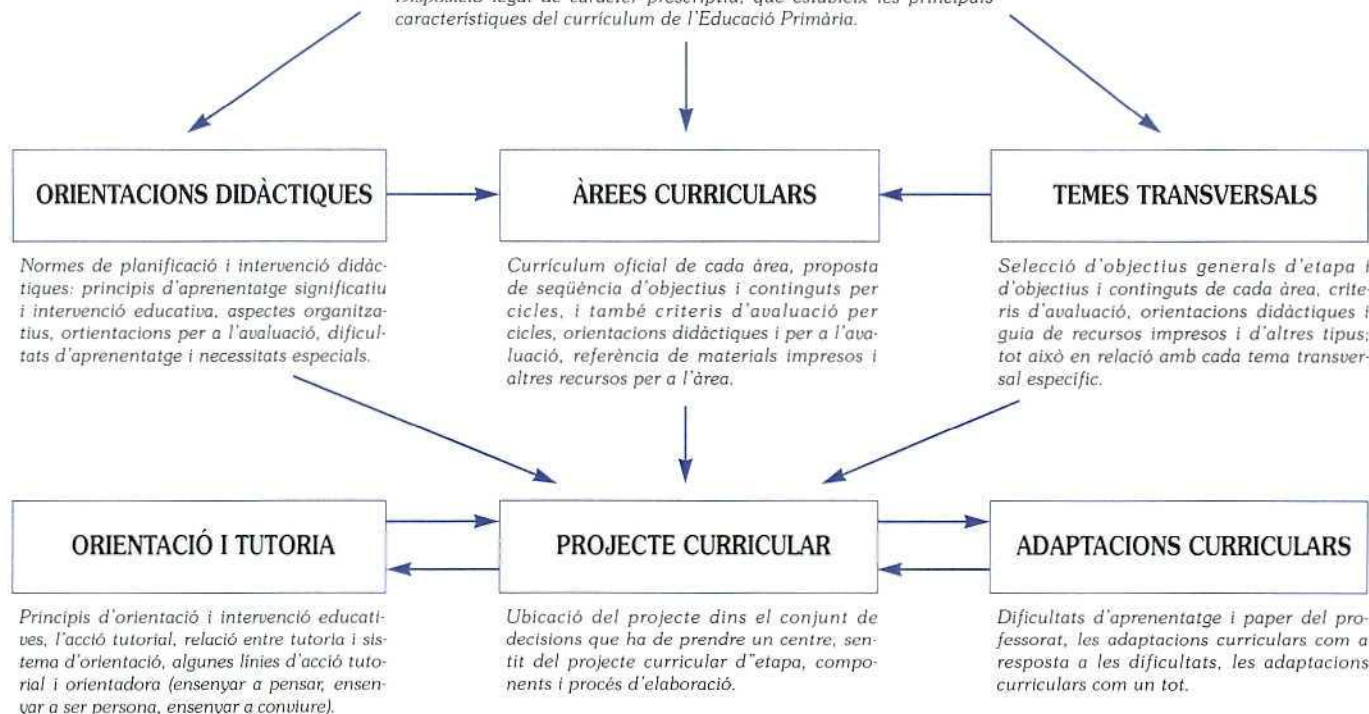 característiques del currículum de l'Educació Primària.
ORIENTACIONS DIDÀCTIQUES
Normes de planificació i intervenció didàc-
tiques: principis d'aprenentatge significatiu
i intervenció educativa, aspectes organitza-
tius, ortientacions per a l'avaluació, dificul-
tats d'aprenentatge i necessitats especials.
ÀREES CURRICULARS
Currículum oficial de cada àrea, proposta
de seqüència d'objectius i continguts per
cicles, i també criteris d'avaluació per
cicles, orientacions didàctiques i per a l'ava-
luació, referència de materials impresos i
altres recursos per a l'àrea.
TEMES TRANSVERSALS
Selecció d'objectius generals d'etapa i
d'objectius i continguts de cada àrea, crite-
ris d'avaluació, orientacions didàctiques i
guia de recursos impresos i d'altres tipus;
tot això en relació amb cada tema transver-
sal específic.
ORIENTACIÓ I TUTORIA
Principis d'orientació i intervenció educati-
ves, l'acció tutorial, relació entre tutoria i sis-
tema d'orientació, algunes línies d'acció tuto-
rial i orientadora (ensenyar a pensar, ensen-
yar a ser persona, ensenyar a conviure).
PROJECTE CURRICULAR
Ubicació del projecte dins el conjunt de
decisions que ha de prendre un centre, sen-
tit del projecte curricular d"etapa, compo-
nents i procés d'elaboració.
ADAPTACIONS CURRICULARS
Dificultats d'aprenentatge i paper del pro-
fessorat, les adaptacions curriculars com a
resposta a les dificultats, les adaptacions
curriculars com un tot.